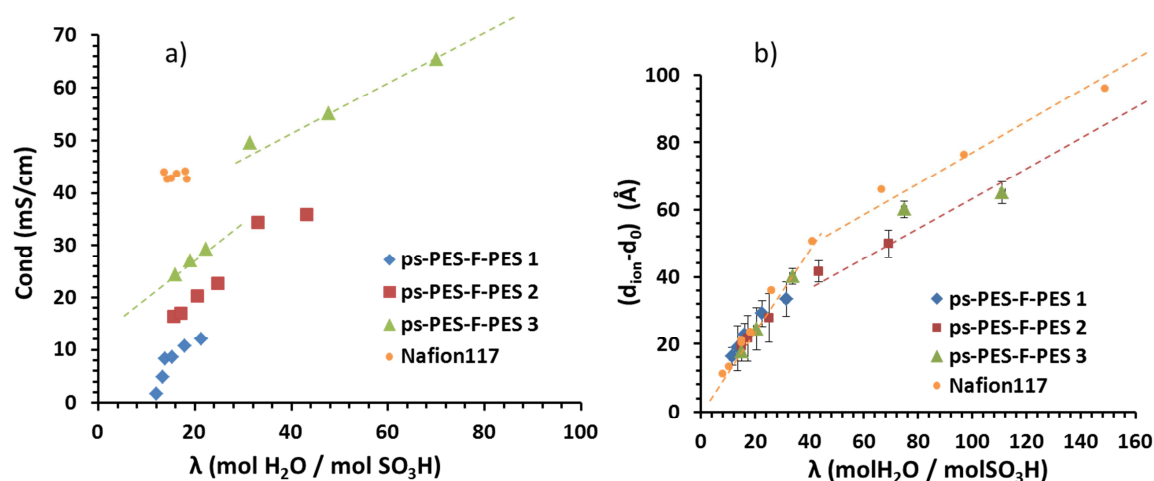 a)
Cond (mS/cm)
70
60
50
40
30
20
10
0
0 20 40 60 80 100
λ (mol H₂O / mol SO₃H)
ps-PES-F-PES 1
ps-PES-F-PES 2
ps-PES-F-PES 3
Nafion117
b)
(dion-d₀) (Å)
100
80
60
40
20
0
0 20 40 60 80 100 120 140 160
λ (molH₂O / molSO₃H)
ps-PES-F-PES 1
ps-PES-F-PES 2
ps-PES-F-PES 3
Nafion117